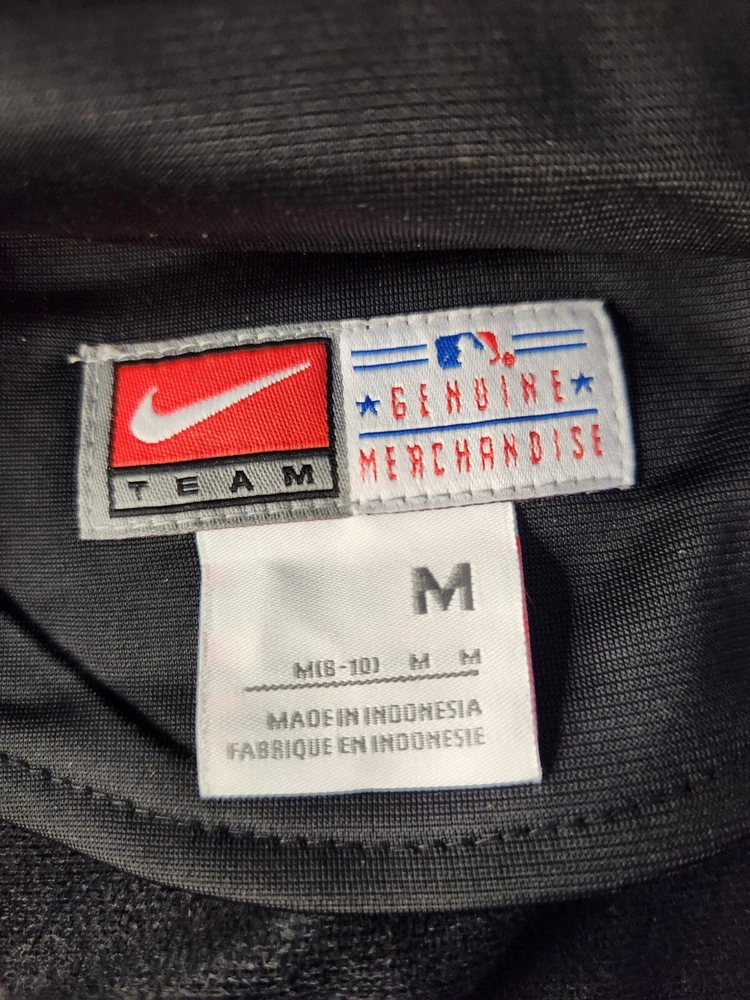 TEAM
GENUINE
MERCHANDISE
M
M(8-10) M M
MADE IN INDONESIA
FABRIQUE EN INDONESIE